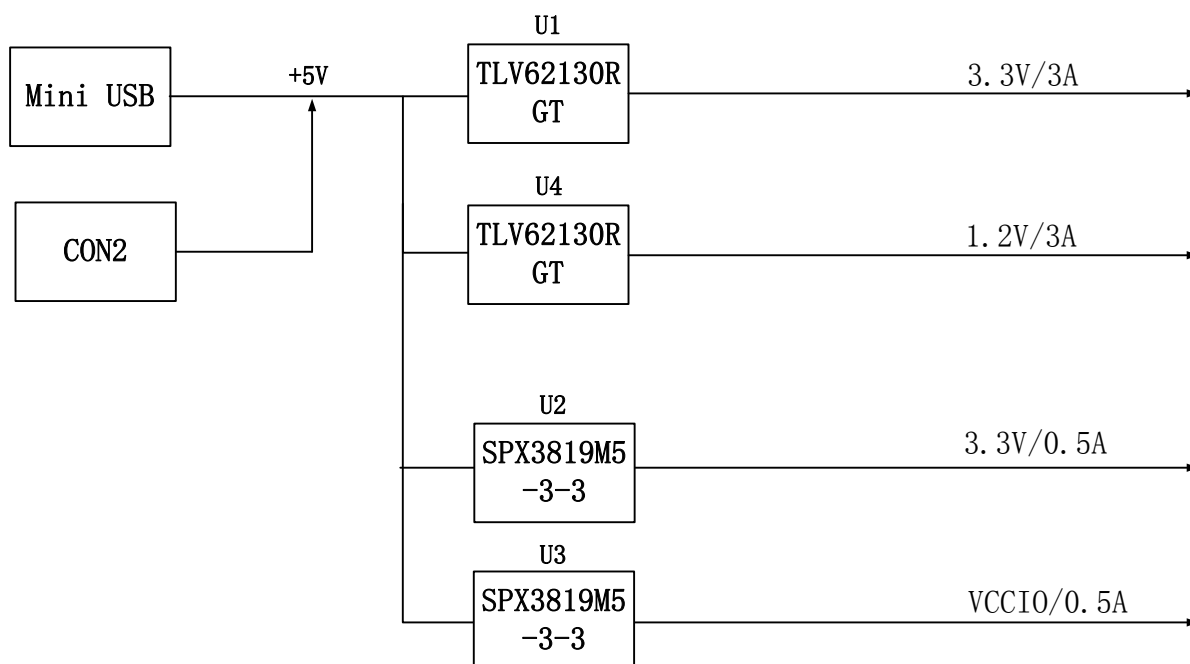 U1
Mini USB
+5V
TLV62130R
GT
3.3V/3A
CON2
U4
TLV62130R
GT
1.2V/3A
U2
SPX3819M5
-3-3
3.3V/0.5A
U3
SPX3819M5
-3-3
VCCIO/0.5A